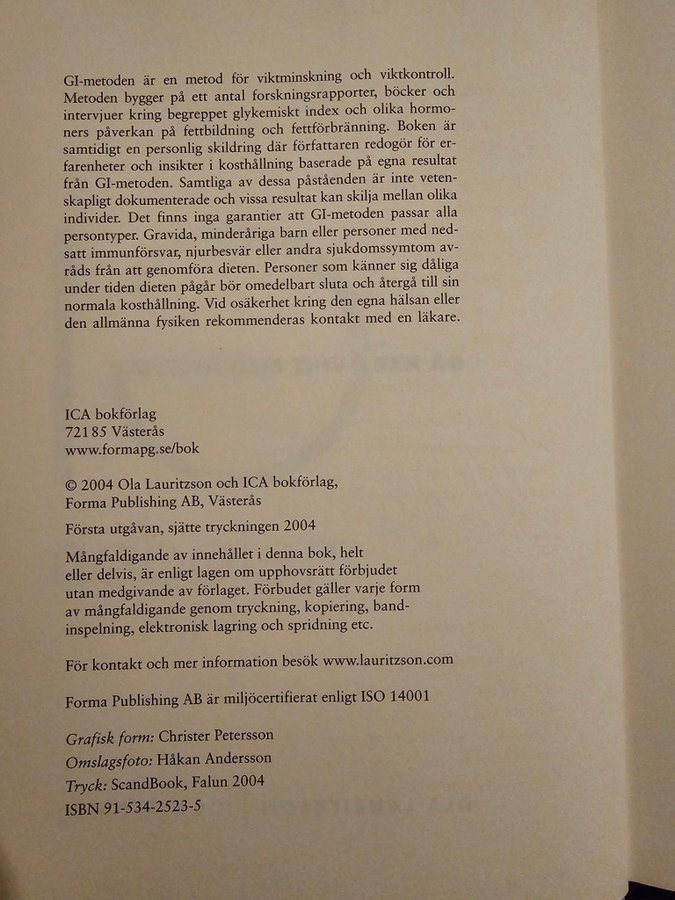 GI-metoden är en metod för viktminskning och viktkontroll.
Metoden bygger på ett antal forskningsrapporter, böcker och
intervjuer kring begreppet glykemiskt index och olika hormo-
ners påverkan på fettbildning och fettförbränning. Boken är
samtidigt en personlig skildring där författaren redogör för er-
farenheter och insikter i kosthållning baserade på egna resultat
från GI-metoden. Samtliga av dessa påståenden är inte veten-
skapligt dokumenterade och vissa resultat kan skilja mellan olika
individer. Det finns inga garantier att GI-metoden passar alla
persontyper. Gravida, minderåriga barn eller personer med ned-
satt immunförsvar, njurbesvär eller andra sjukdomssymtom av-
råds från att genomföra dieten. Personer som känner sig dåliga
under tiden dieten pågår bör omedelbart sluta och återgå till sin
normala kosthållning. Vid osäkerhet kring den egna hälsan eller
den allmänna fysiken rekommenderas kontakt med en läkare.
ICA bokförlag
721 85 Västerås
www.formapg.se/bok
© 2004 Ola Lauritzson och ICA bokförlag,
Forma Publishing AB, Västerås
Första utgåvan, sjätte tryckningen 2004
Mångfaldigande av innehållet i denna bok, helt
eller delvis, är enligt lagen om upphovsrätt förbjudet
utan medgivande av förlaget. Förbudet gäller varje form
av mångfaldigande genom tryckning, kopiering, band-
inspelning, elektronisk lagring och spridning etc.
För kontakt och mer information besök www.lauritzson.com
Forma Publishing AB är miljöcertifierat enligt ISO 14001
Grafisk form: Christer Petersson
Omslagsfoto: Håkan Andersson
Tryck: ScandBook, Falun 2004
ISBN 91-534-2523-5